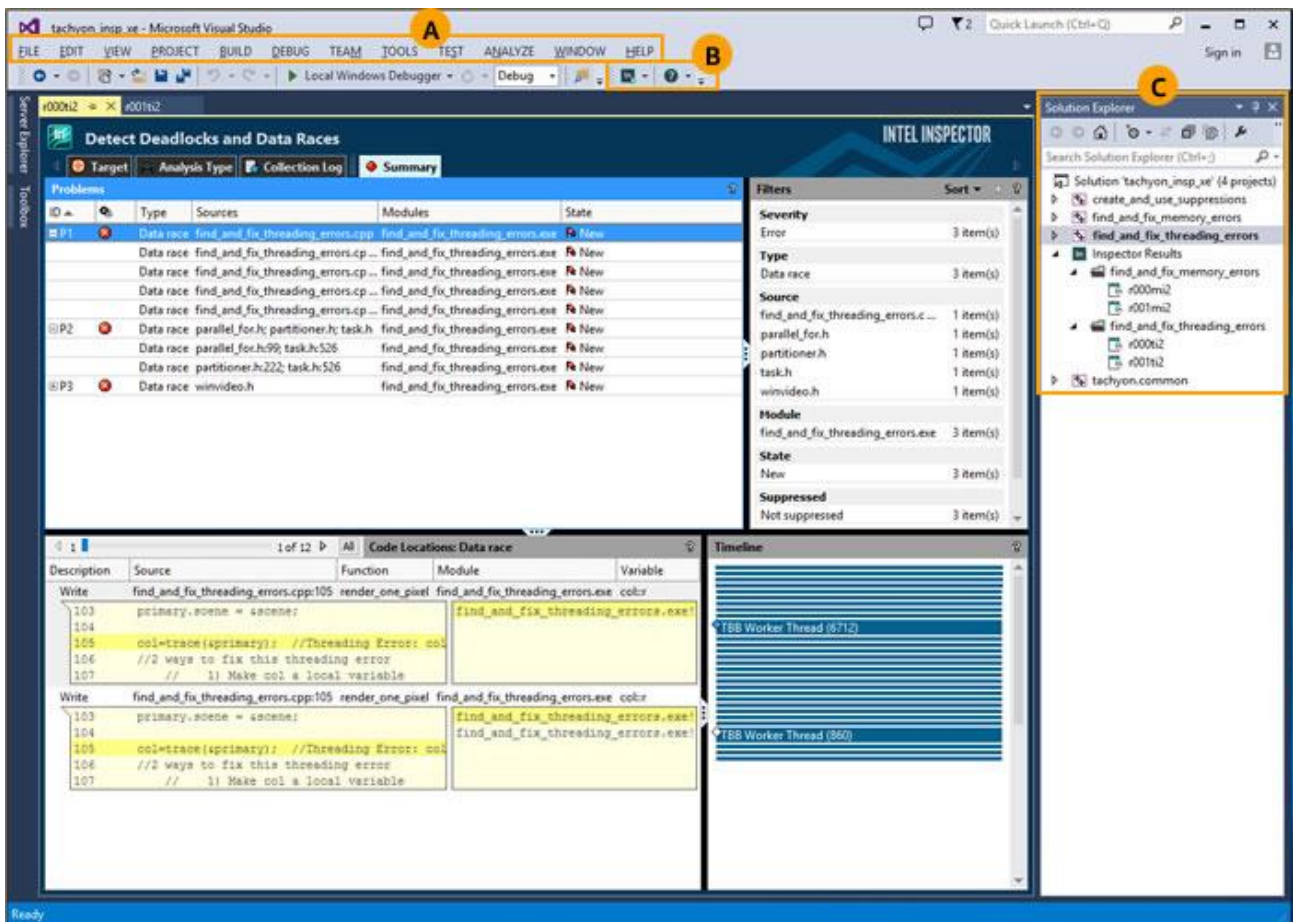 tachyon_insp_xe - Microsoft Visual Studio
2
Quick Launch (Ctrl+Q)
A
FILE EDIT VIEW PROJECT BUILD DEBUG TEAM TOOLS TEST ANALYZE WINDOW HELP
Sign in
B
Local Windows Debugger
Debug
C
Server Explorer
Toolbox
r000ti2
r001ti2
Detect Deadlocks and Data Races
INTEL INSPECTOR
Target Analysis Type Collection Log Summary
Problems
ID Type Sources Modules State
P1 Data race find_and_fix_threading_errors.cpp find_and_fix_threading_errors.exe New
Data race find_and_fix_threading_errors.cp ... find_and_fix_threading_errors.exe New
Data race find_and_fix_threading_errors.cp ... find_and_fix_threading_errors.exe New
Data race find_and_fix_threading_errors.cp ... find_and_fix_threading_errors.exe New
Data race find_and_fix_threading_errors.cp ... find_and_fix_threading_errors.exe New
P2 Data race parallel_for.h; partitioner.h; task.h find_and_fix_threading_errors.exe New
Data race parallel_for.h:99; task.h:526 find_and_fix_threading_errors.exe New
Data race partitioner.h:222; task.h:526 find_and_fix_threading_errors.exe New
P3 Data race winvideo.h find_and_fix_threading_errors.exe New
Filters Sort
Severity
Error 3 item(s)
Type
Data race 3 item(s)
Source
find_and_fix_threading_errors.c ... 1 item(s)
parallel_for.h 1 item(s)
partitioner.h 1 item(s)
task.h 1 item(s)
winvideo.h 1 item(s)
Module
find_and_fix_threading_errors.exe 3 item(s)
State
New 3 item(s)
Suppressed
Not suppressed 3 item(s)
Solution Explorer
Search Solution Explorer (Ctrl+;)
Solution 'tachyon_insp_xe' (4 projects)
create_and_use_suppressions
find_and_fix_memory_errors
find_and_fix_threading_errors
Inspector Results
find_and_fix_memory_errors
r000mi2
r001mi2
find_and_fix_threading_errors
r000ti2
r001ti2
tachyon.common
1 1 of 12 All Code Locations: Data race
Description Source Function Module Variable
Write find_and_fix_threading_errors.cpp:105 render_one_pixel find_and_fix_threading_errors.exe col::r
103 primary.scene = &scene; find_and_fix_threading_errors.exe!
104
105 col=trace(&primary); //Threading Error: col
106 //2 ways to fix this threading error
107 // 1) Make col a local variable
Write find_and_fix_threading_errors.cpp:105 render_one_pixel find_and_fix_threading_errors.exe col::r
103 primary.scene = &scene; find_and_fix_threading_errors.exe!
104 find_and_fix_threading_errors.exe!
105 col=trace(&primary); //Threading Error: col
106 //2 ways to fix this threading error
107 // 1) Make col a local variable
Timeline
TBB Worker Thread (6712)
TBB Worker Thread (860)
Ready